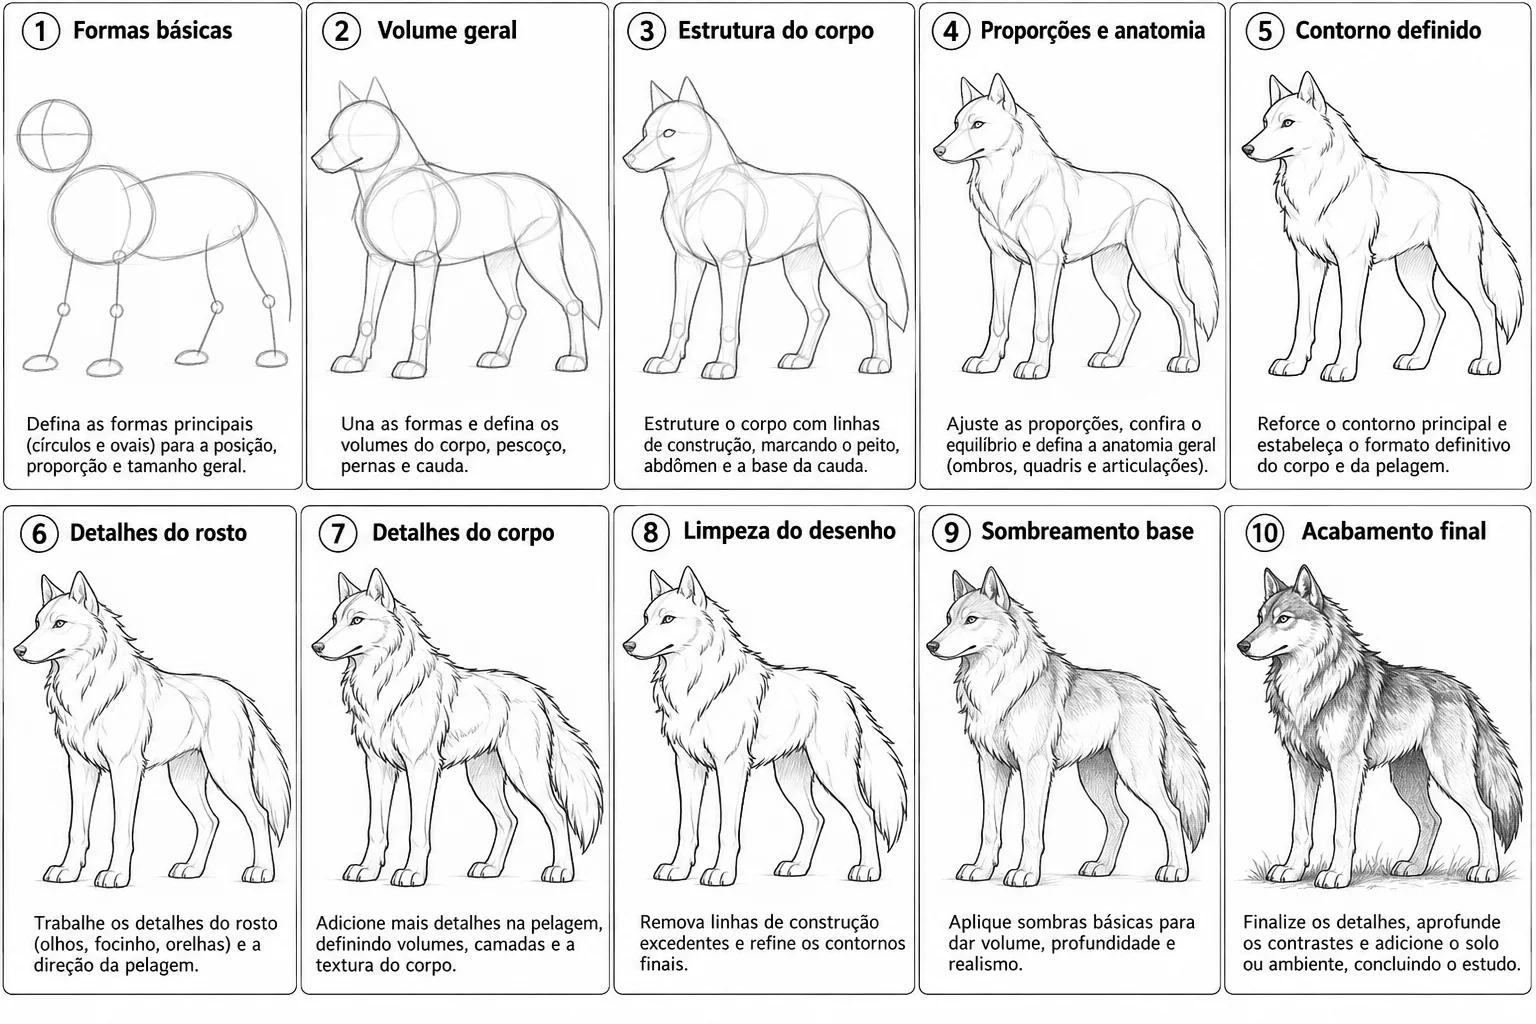 1 Formas básicas
Defina as formas principais
(círculos e ovais) para a posição,
proporção e tamanho geral.
2 Volume geral
Una as formas e defina os
volumes do corpo, pescoço,
pernas e cauda.
3 Estrutura do corpo
Estruture o corpo com linhas
de construção, marcando o peito,
abdômen e a base da cauda.
4 Proporções e anatomia
Ajuste as proporções, confira o
equilíbrio e defina a anatomia geral
(ombros, quadris e articulações).
5 Contorno definido
Reforce o contorno principal e
estabeleça o formato definitivo
do corpo e da pelagem.
6 Detalhes do rosto
Trabalhe os detalhes do rosto
(olhos, focinho, orelhas) e a
direção da pelagem.
7 Detalhes do corpo
Adicione mais detalhes na pelagem,
definindo volumes, camadas e a
textura do corpo.
8 Limpeza do desenho
Remova linhas de construção
excedentes e refine os contornos
finais.
9 Sombreamento base
Aplique sombras básicas para
dar volume, profundidade e
realismo.
10 Acabamento final
Finalize os detalhes, aprofunde
os contrastes e adicione o solo
ou ambiente, concluindo o estudo.